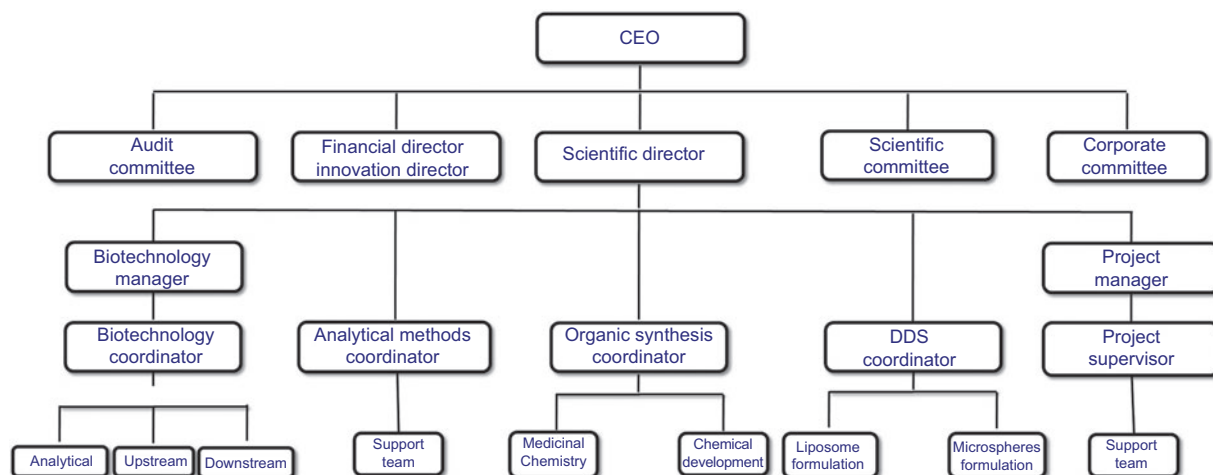 CEO
Audit
committee
Financial director
innovation director
Scientific director
Scientific
committee
Corporate
committee
Biotechnology
manager
Project
manager
Biotechnology
coordinator
Analytical methods
coordinator
Organic synthesis
coordinator
DDS
coordinator
Project
supervisor
Analytical
Upstream
Downstream
Support
team
Medicinal
Chemistry
Chemical
development
Liposome
formulation
Microspheres
formulation
Support
team